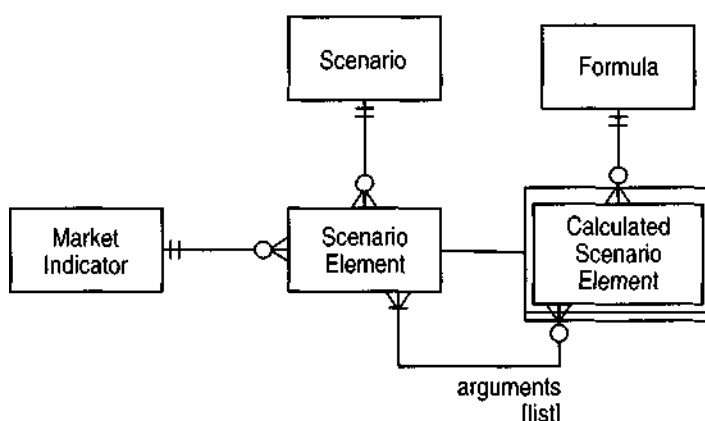 Scenario
Formula
Market
Indicator
Scenario
Element
Calculated
Scenario
Element
arguments
[list]